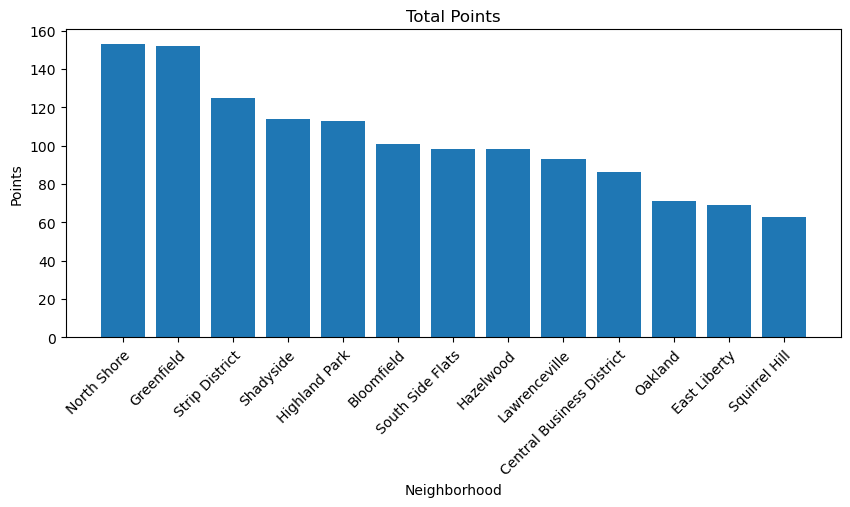 Total Points
Points
160
140
120
100
80
60
40
20
0
North Shore
Greenfield
Strip District
Shadyside
Highland Park
Bloomfield
South Side Flats
Hazelwood
Lawrenceville
Central Business District
Oakland
East Liberty
Squirrel Hill
Neighborhood